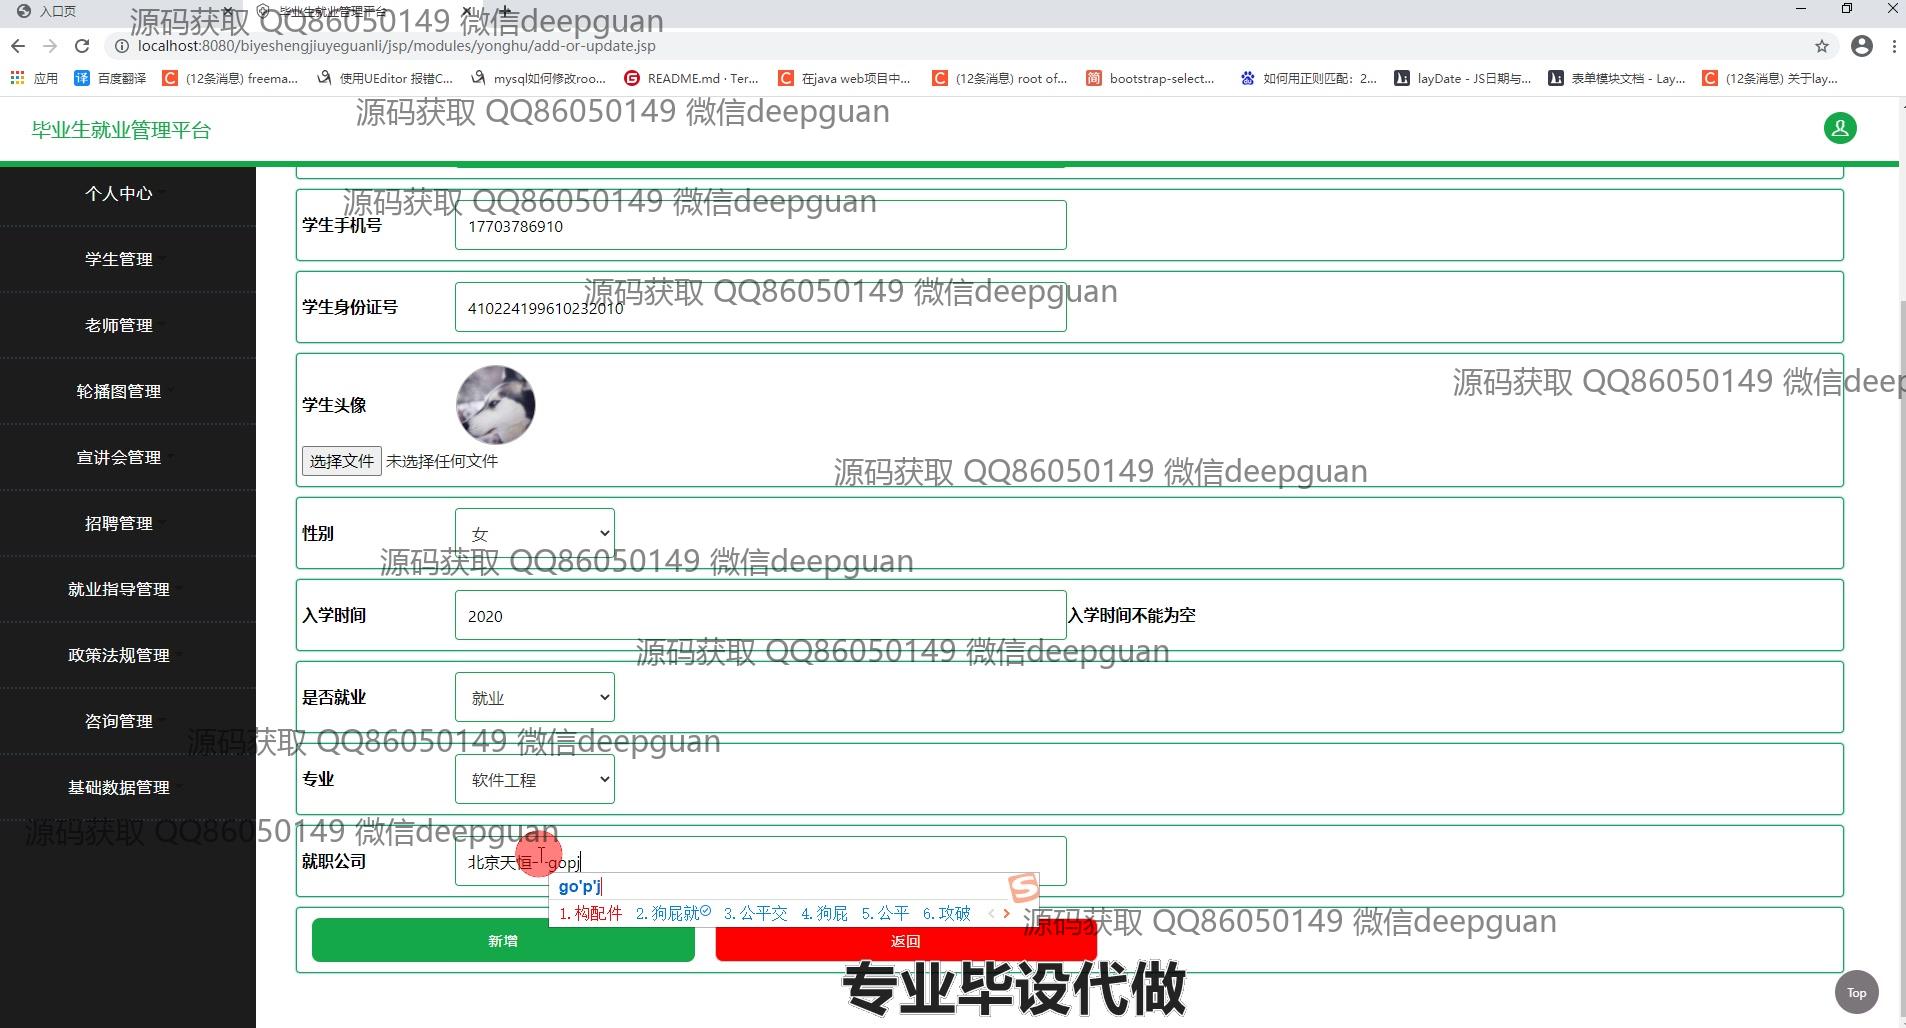 入口页
毕业生就业管理平台
源码获取 QQ86050149 微信deepguan
localhost:8080/biyeshengjiuyeguanli/jsp/modules/yonghu/add-or-update.jsp
应用 百度翻译 (12条消息) freema... 使用UEditor 报错C... mysql如何修改roo... README.md · Ter... 在java web项目中... (12条消息) root of... bootstrap-select... 如何用正则匹配：2... layDate - JS日期与... 表单模块文档 - Lay... (12条消息) 关于lay...
源码获取 QQ86050149 微信deepguan
毕业生就业管理平台
个人中心
源码获取 QQ86050149 微信deepguan
学生手机号 17703786910
学生管理
源码获取 QQ86050149 微信deepguan
学生身份证号 410224199610232010
老师管理
轮播图管理
源码获取 QQ86050149 微信deep
学生头像
宣讲会管理
选择文件 未选择任何文件
源码获取 QQ86050149 微信deepguan
招聘管理
性别 女
源码获取 QQ86050149 微信deepguan
就业指导管理
入学时间 2020 入学时间不能为空
政策法规管理
源码获取 QQ86050149 微信deepguan
是否就业 就业
咨询管理
源码获取 QQ86050149 微信deepguan
专业 软件工程
基础数据管理
源码获取 QQ86050149 微信deepguan
就职公司 北京天恒--gopj
go'p'j
1.构配件 2.狗屁就 3.公平交 4.狗屁 5.公平 6.攻破
源码获取 QQ86050149 微信deepguan
新增 返回
专业毕设代做
Top